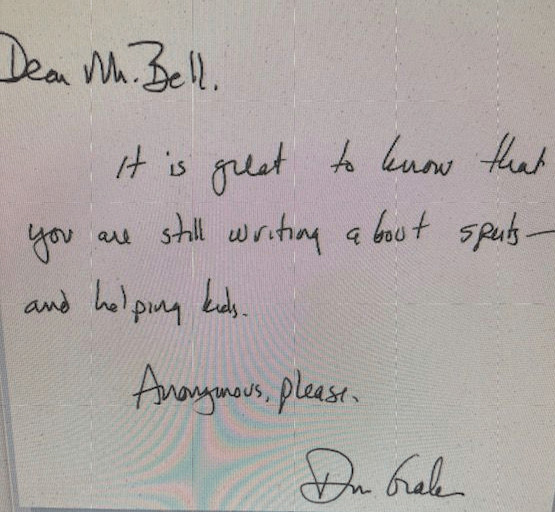 Dear Mr. Bell.
It is great to know that
you are still writing about sports—
and helping kids.
Anonymous, please.